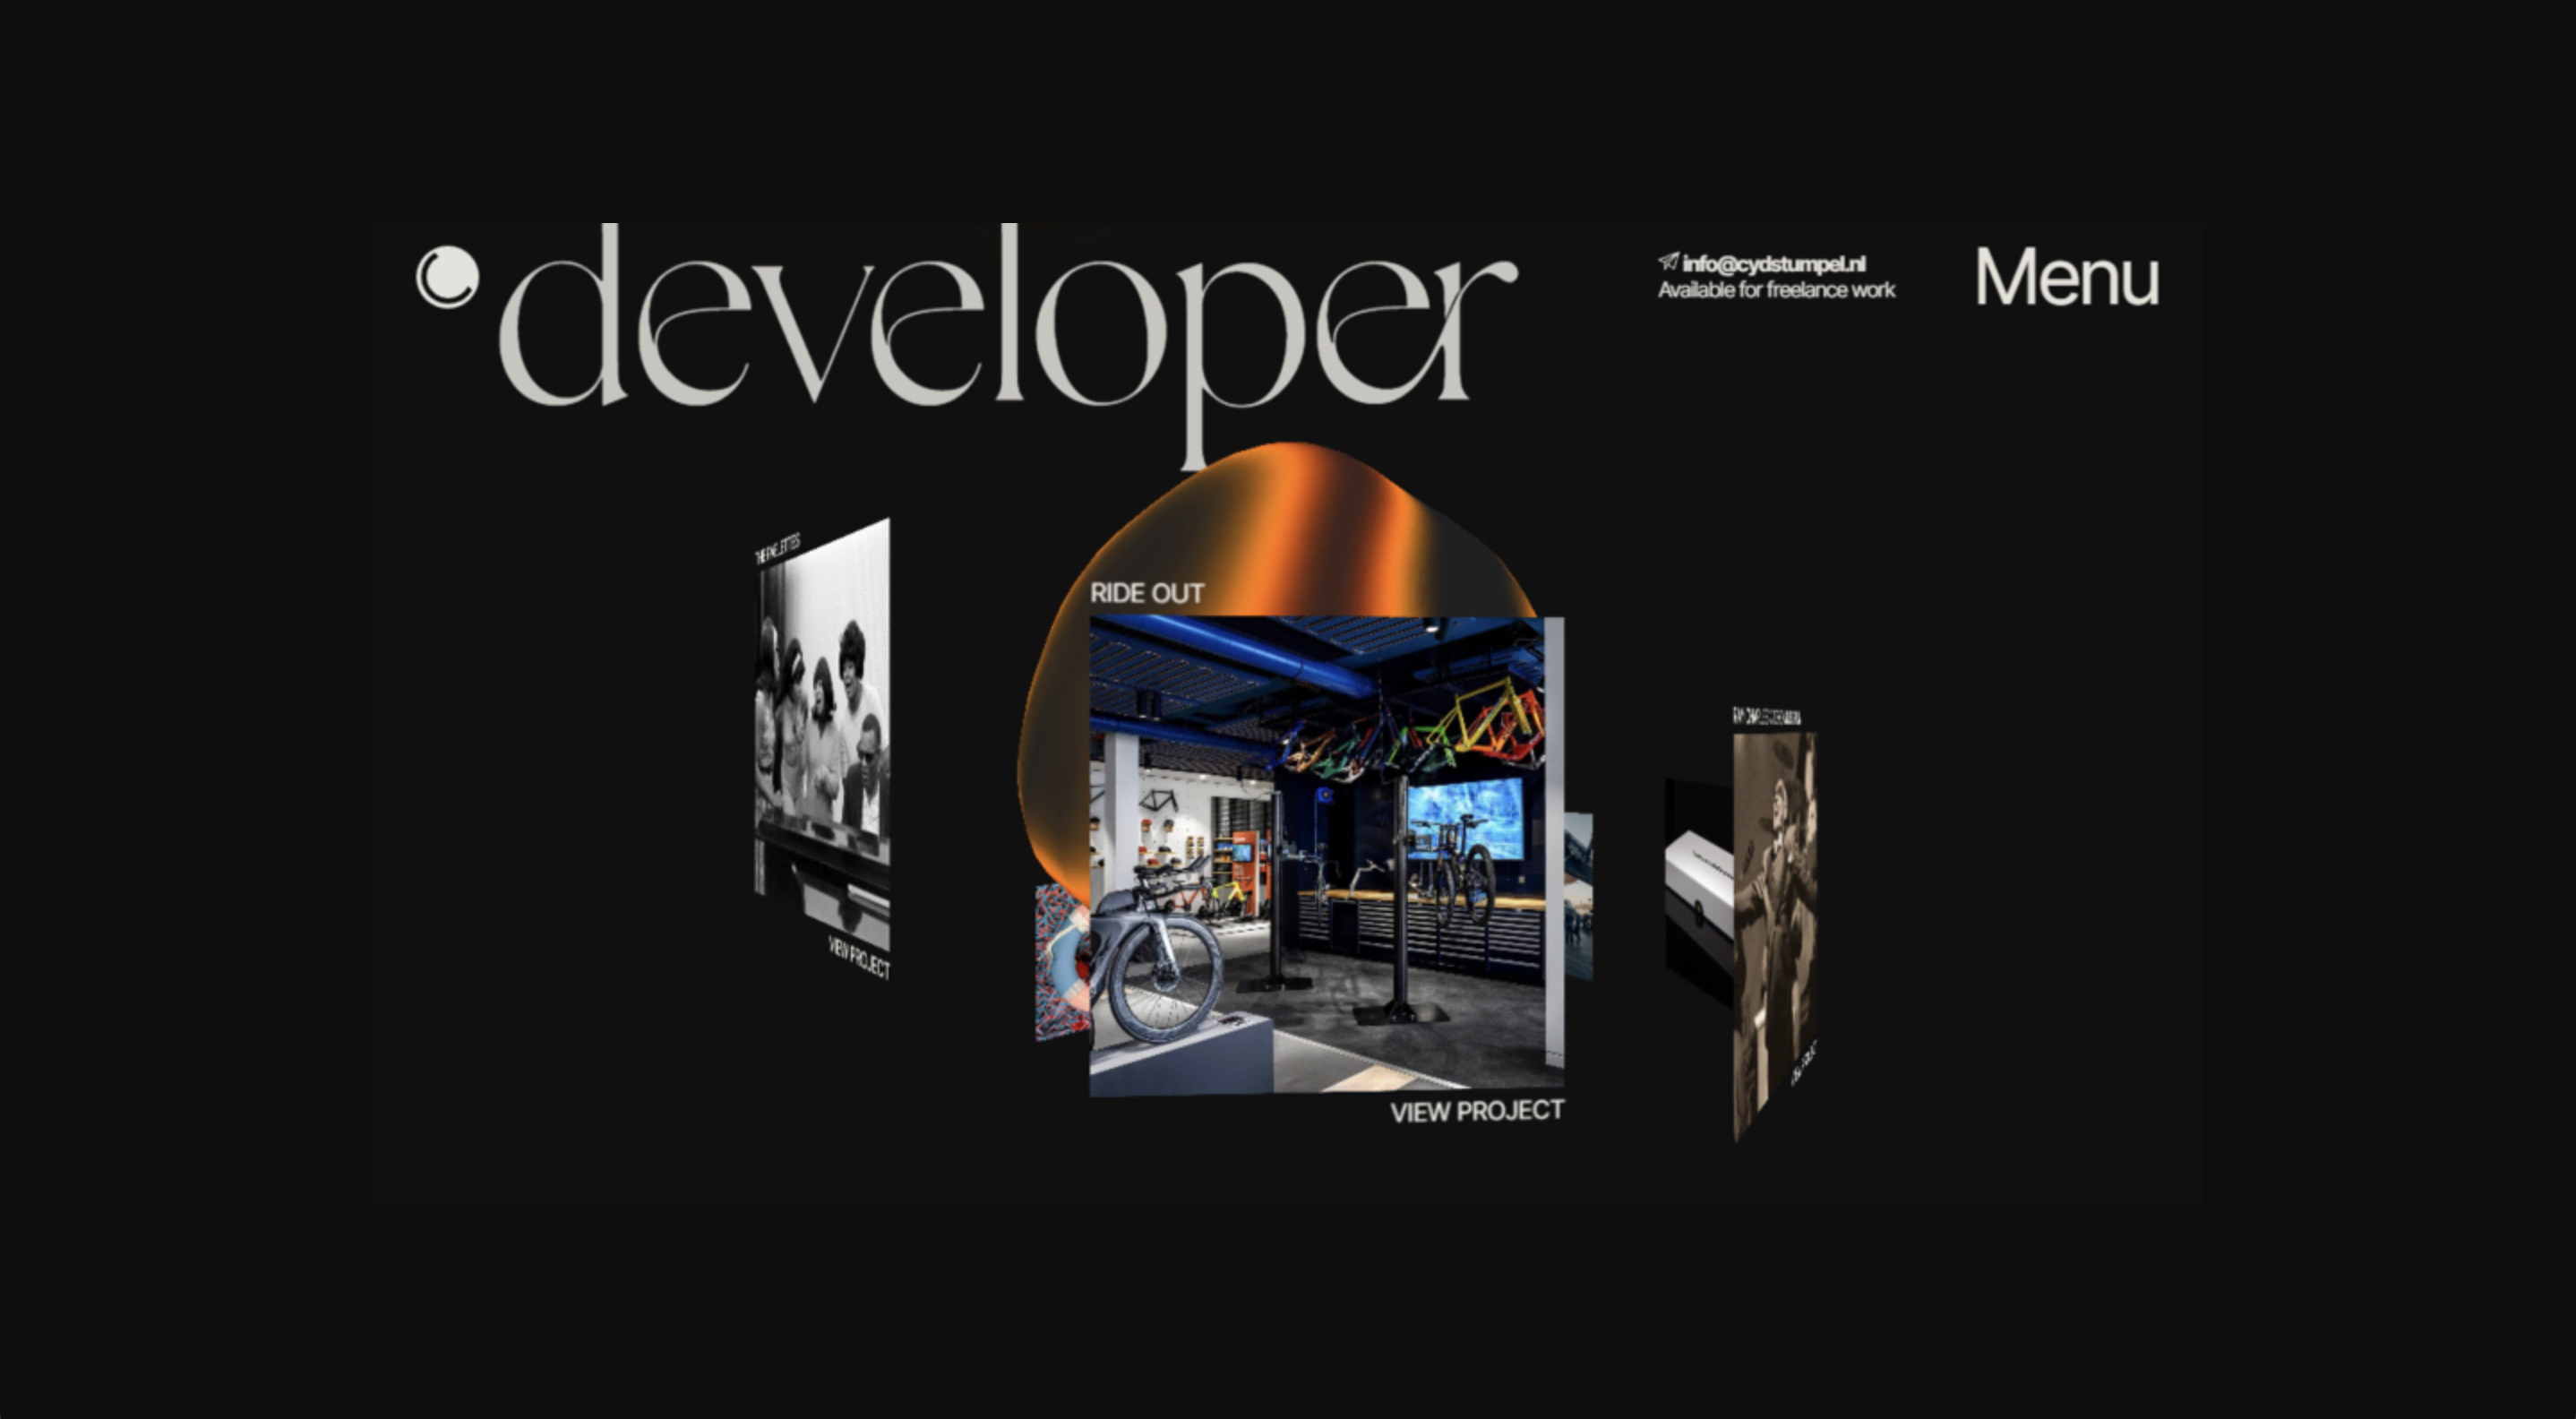 developer
info@cydstumpel.nl
Available for freelance work
Menu
RIDE OUT
VIEW PROJECT
VIEW PROJECT